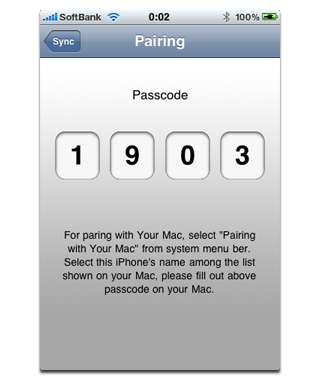 SoftBank 0:02 100%
Sync Pairing
Passcode
1 9 0 3
For paring with Your Mac, select "Pairing
with Your Mac" from system menu ber.
Select this iPhone's name among the list
shown on your Mac, please fill out above
passcode on your Mac.